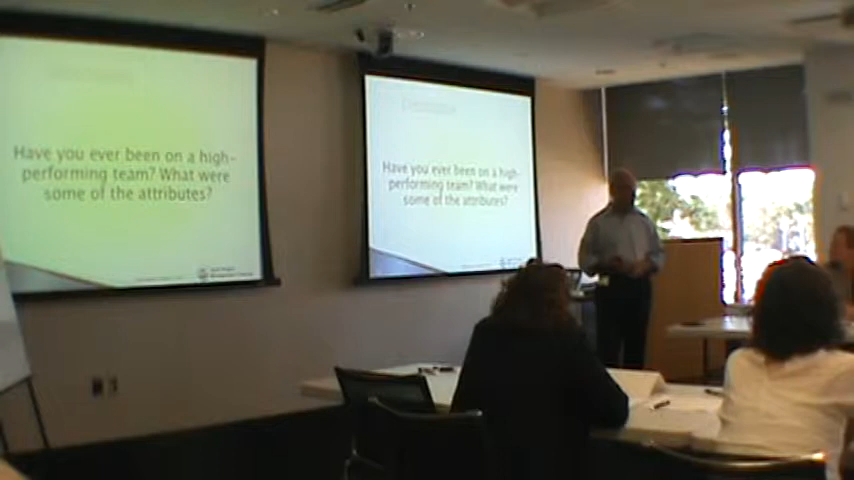 Have you ever been on a high-
performing team? What were
some of the attributes?
Have you ever been on a high-
performing team? What were
some of the attributes?